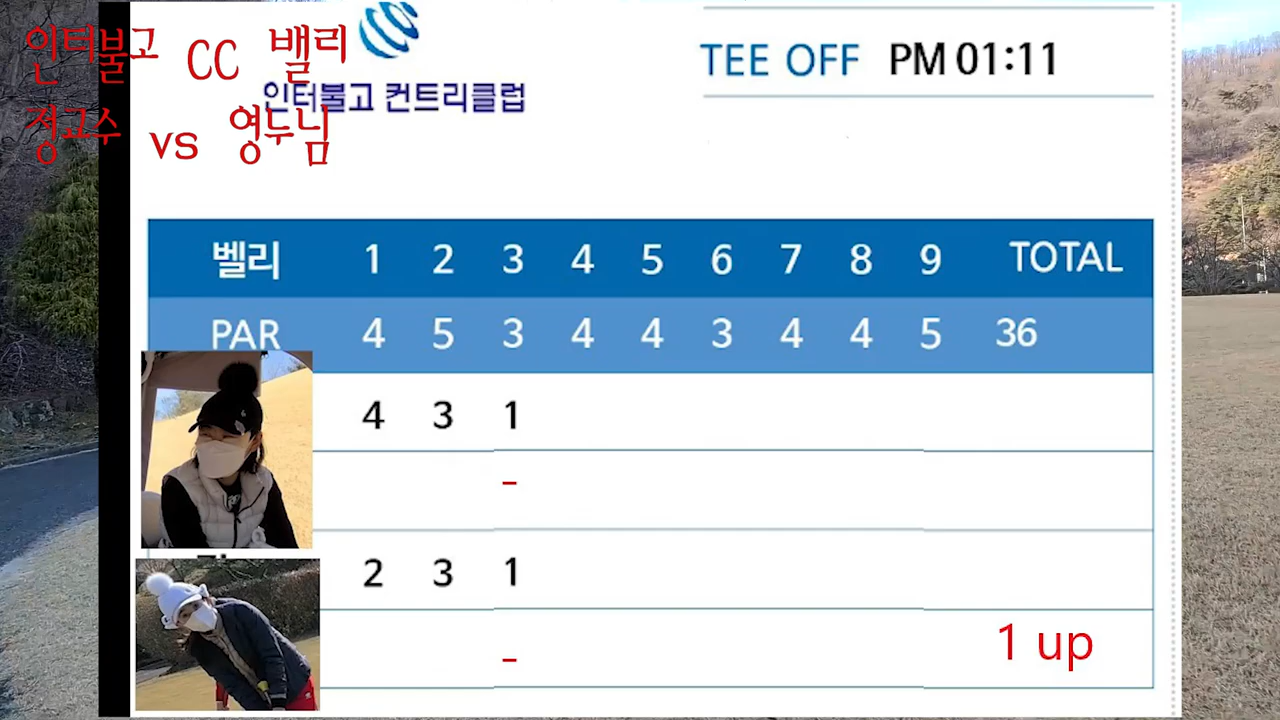 인터불고 CC 밸리
정교수 vs 영두님
인터불고 컨트리클럽
TEE OFF PM 01:11
벨리 1 2 3 4 5 6 7 8 9 TOTAL
PAR 4 5 3 4 4 3 4 4 5 36
4 3 1
-
2 3 1
-
1 up